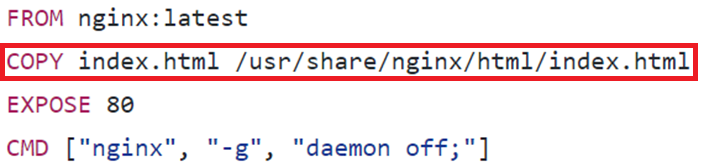 FROM nginx:latest
COPY index.html /usr/share/nginx/html/index.html
EXPOSE 80
CMD ["nginx", "-g", "daemon off;"]